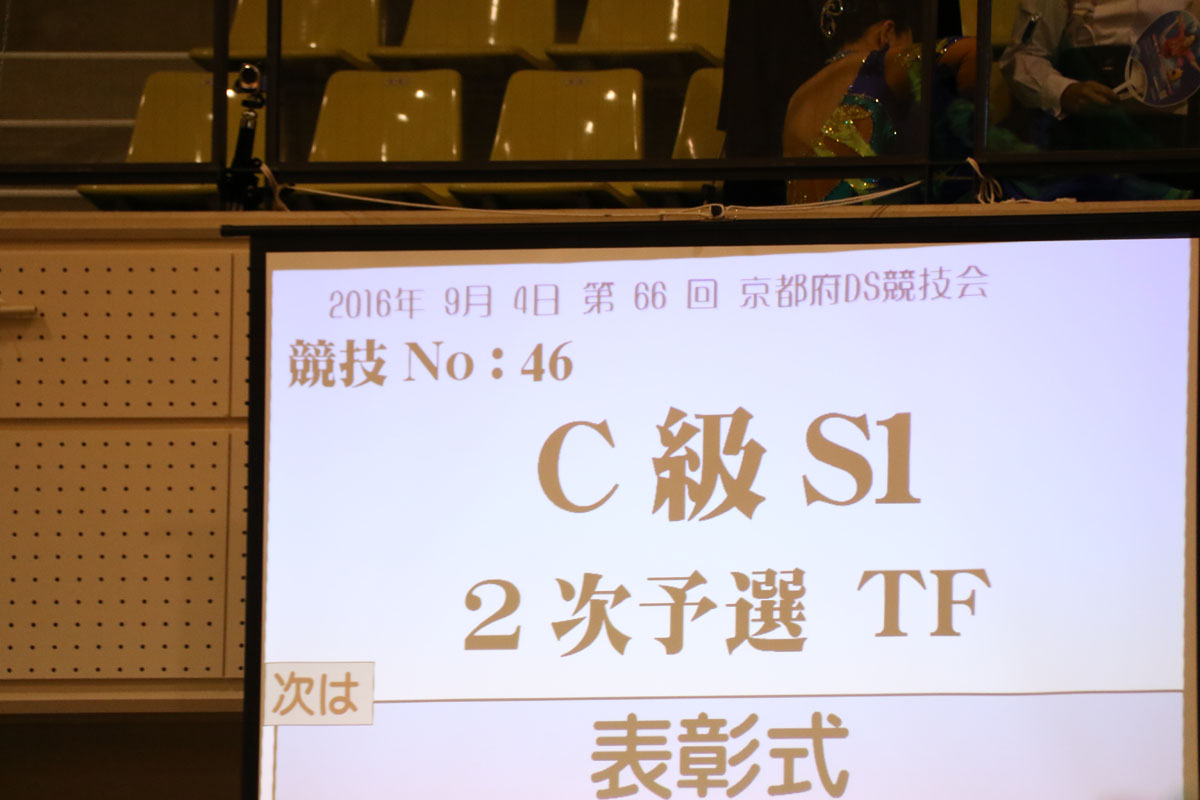 2016年 9月 4日 第 66 回 京都府DS競技会
競技 No：46
C 級 S1
２次予選 TF
次は
表彰式